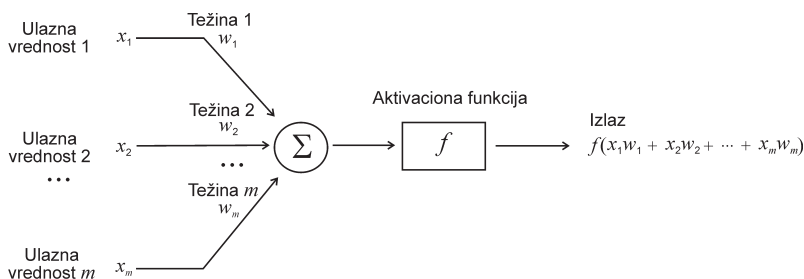 Ulazna
vrednost 1
x₁
Težina 1
w₁
Težina 2
w₂
Ulazna
vrednost 2
x₂
...
...
Težina m
wₘ
Ulazna
vrednost m
xₘ
Σ
Aktivaciona funkcija
f
Izlaz
f(x₁w₁ + x₂w₂ + ··· + xₘwₘ)